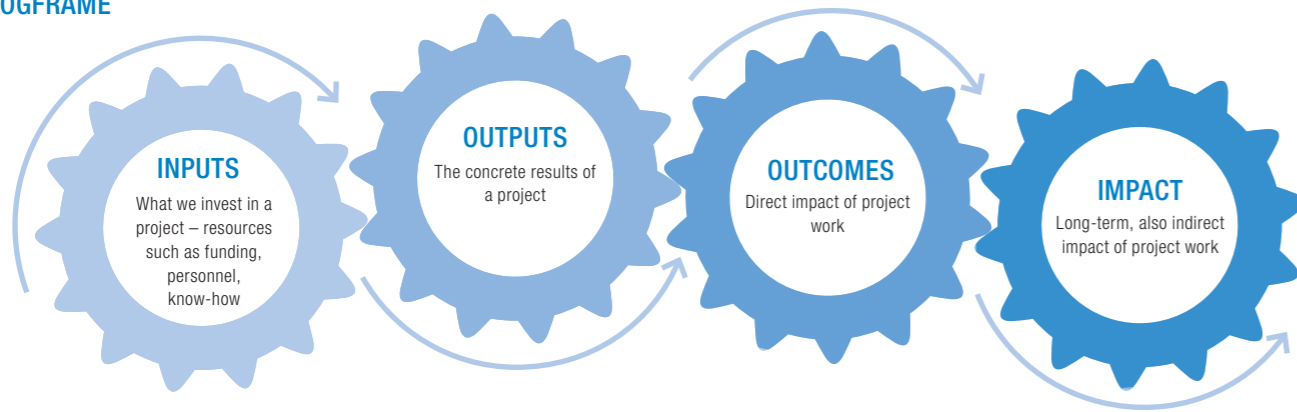 OGFRAME
INPUTS
What we invest in a
project – resources
such as funding,
personnel,
know-how
OUTPUTS
The concrete results of
a project
OUTCOMES
Direct impact of project
work
IMPACT
Long-term, also indirect
impact of project work